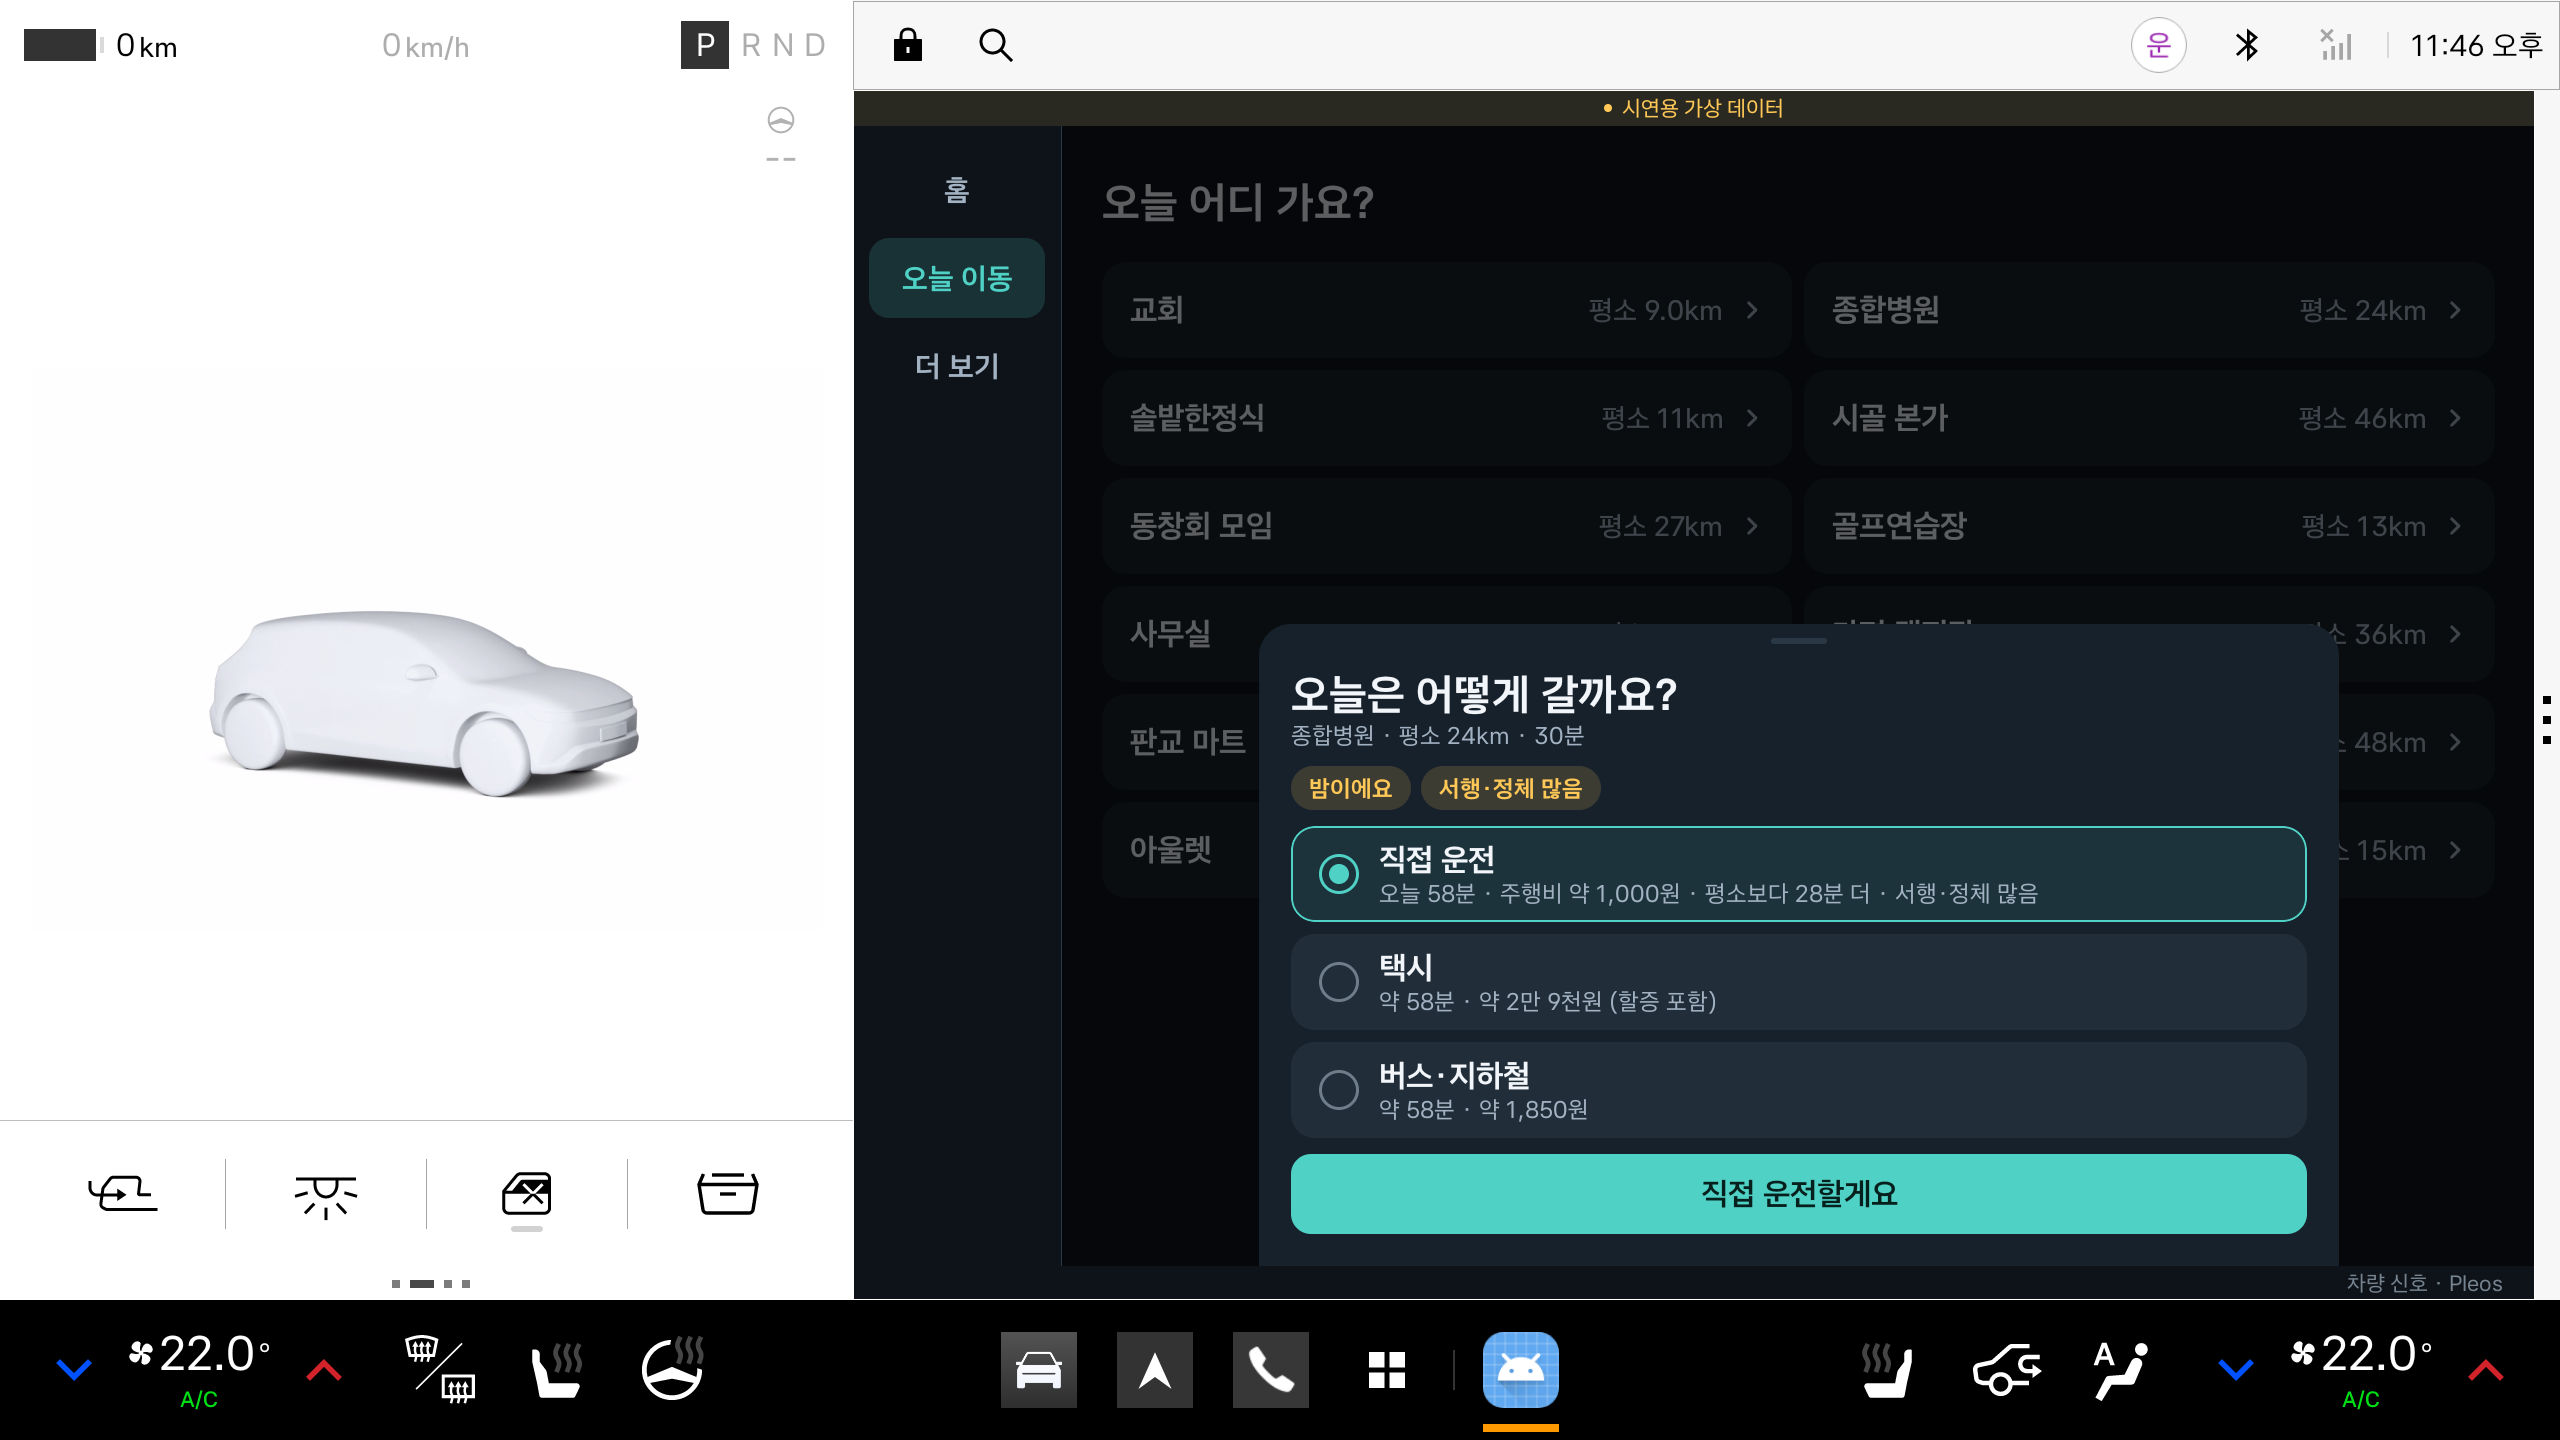 0 km
0 km/h
P R N D
운
11:46 오후
시연용 가상 데이터
홈
오늘 이동
더 보기
오늘 어디 가요?
교회 평소 9.0km
종합병원 평소 24km
솔밭한정식 평소 11km
시골 본가 평소 46km
동창회 모임 평소 27km
골프연습장 평소 13km
사무실
36km
판교 마트
48km
아울렛
15km
오늘은 어떻게 갈까요?
종합병원 · 평소 24km · 30분
밤이에요
서행·정체 많음
직접 운전
오늘 58분 · 주행비 약 1,000원 · 평소보다 28분 더 · 서행·정체 많음
택시
약 58분 · 약 2만 9천원 (할증 포함)
버스·지하철
약 58분 · 약 1,850원
직접 운전할게요
차량 신호 · Pleos
22.0°
A/C
A
22.0°
A/C